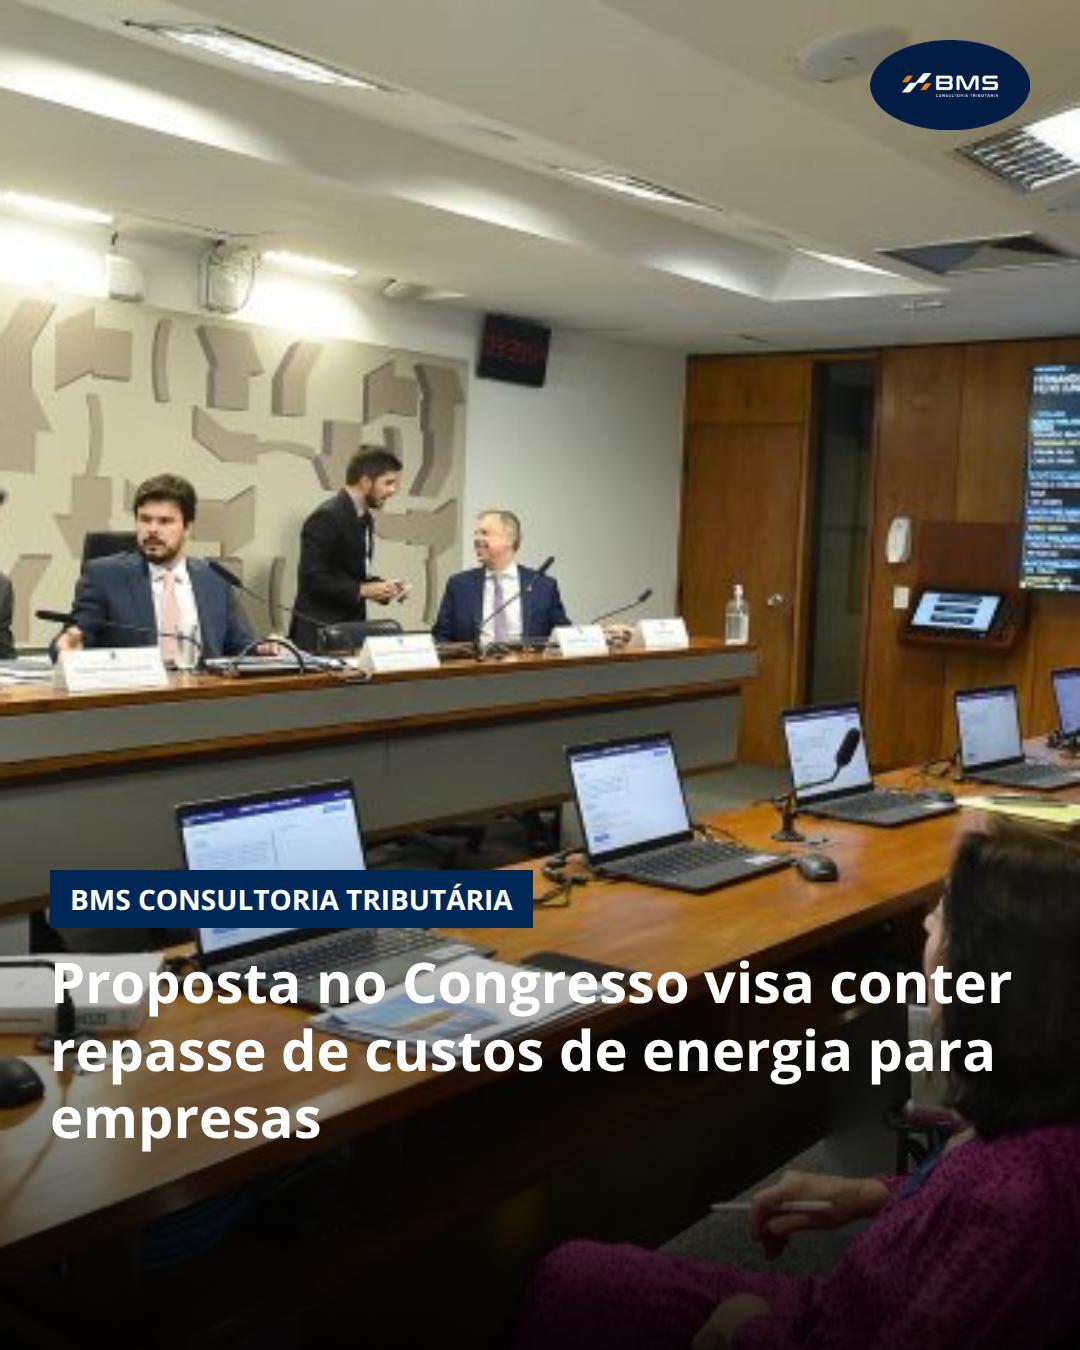 BMS
CONSULTORIA TRIBUTÁRIA
BMS CONSULTORIA TRIBUTÁRIA
Proposta no Congresso visa conter
repasse de custos de energia para
empresas